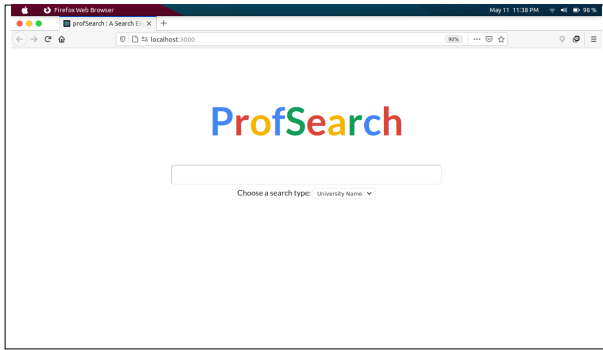 Firefox Web Browser
May 11 11:38 PM
98 %
profSearch : A Search En
localhost:3000
90%
ProfSearch
Choose a search type: University Name